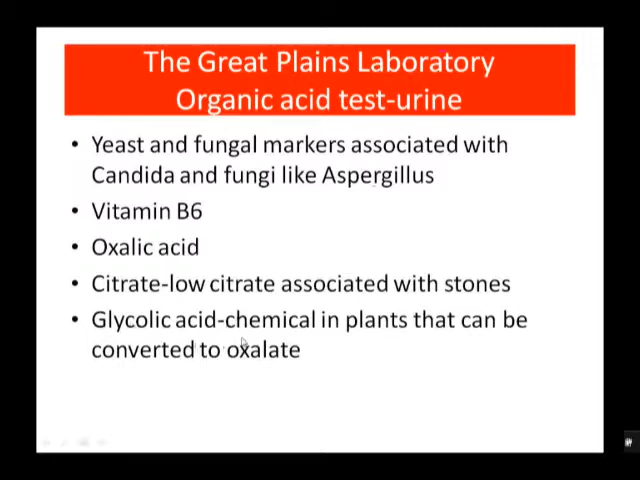 The Great Plains Laboratory
Organic acid test-urine
• Yeast and fungal markers associated with
Candida and fungi like Aspergillus
• Vitamin B6
• Oxalic acid
• Citrate-low citrate associated with stones
• Glycolic acid-chemical in plants that can be
converted to oxalate